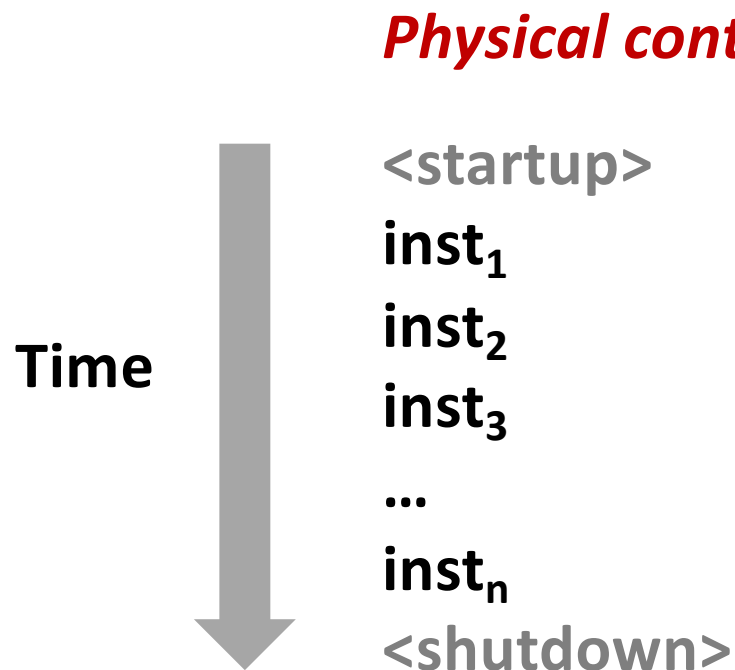 Physical cont
<startup>
inst₁
inst₂
Time
inst₃
...
instₙ
<shutdown>